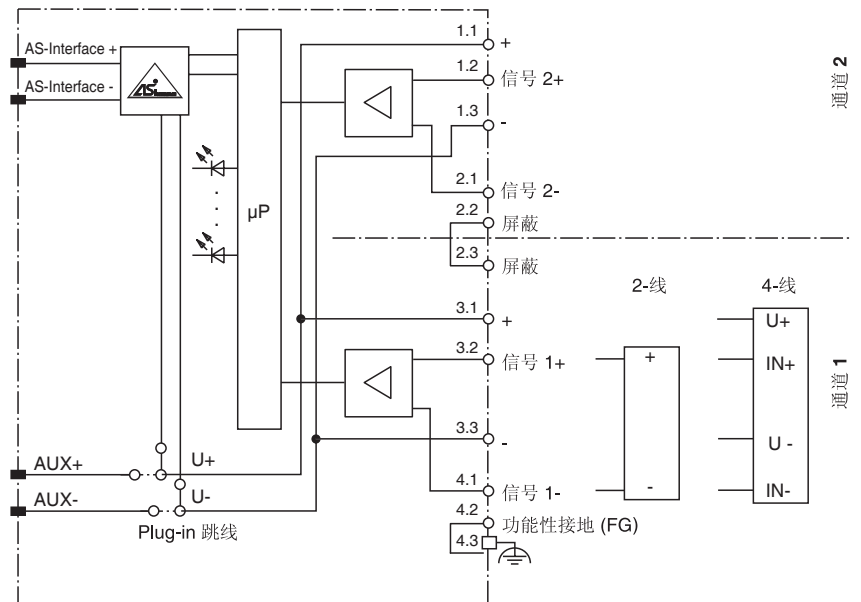 AS-Interface +
AS-Interface -
ASi
µP
1.1
+
1.2
信号 2+
1.3
-
2.1
信号 2-
2.2
屏蔽
2.3
屏蔽
通道 2
3.1
+
3.2
信号 1+
3.3
-
4.1
信号 1-
4.2
功能性接地 (FG)
4.3
2-线
+
-
4-线
U+
IN+
U -
IN-
通道 1
AUX+
U+
AUX-
U-
Plug-in 跳线